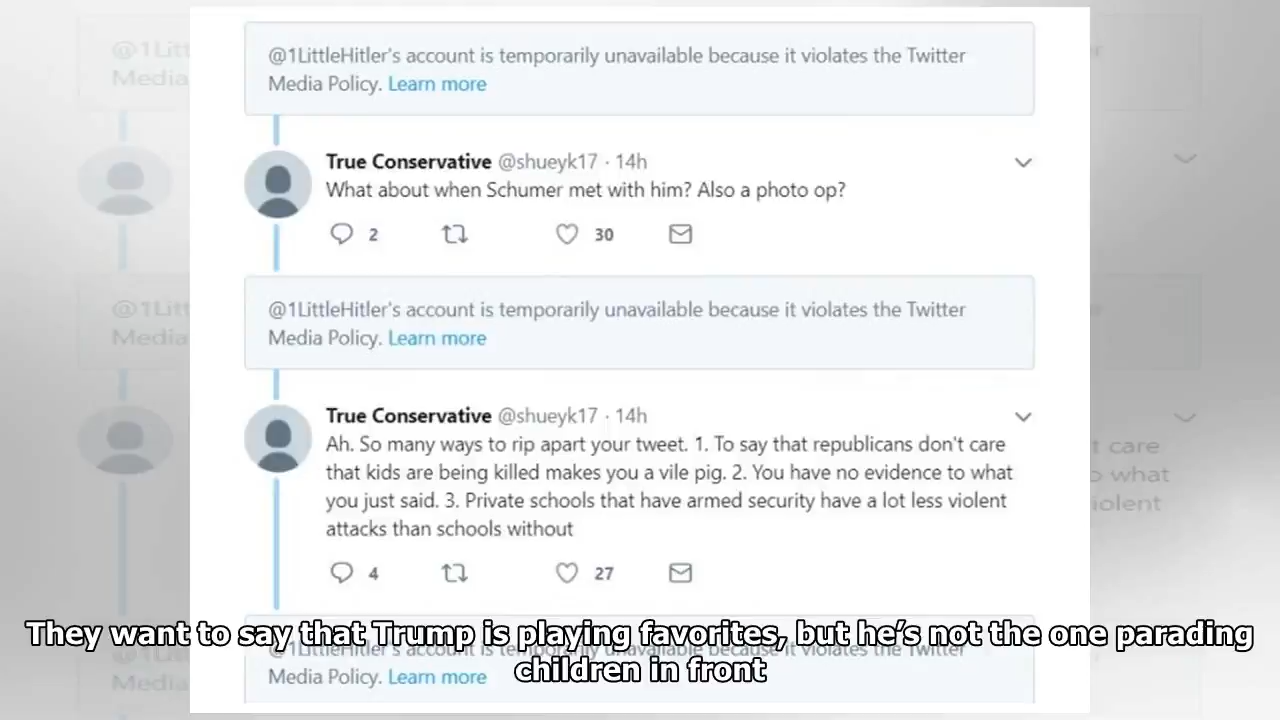 @1LittleHitler's account is temporarily unavailable because it violates the Twitter
Media Policy. Learn more
True Conservative @shueyk17 · 14h
What about when Schumer met with him? Also a photo op?
2 30
@1LittleHitler's account is temporarily unavailable because it violates the Twitter
Media Policy. Learn more
True Conservative @shueyk17 · 14h
Ah. So many ways to rip apart your tweet. 1. To say that republicans don't care
that kids are being killed makes you a vile pig. 2. You have no evidence to what
you just said. 3. Private schools that have armed security have a lot less violent
attacks than schools without
4 27
They want to say that Trump is playing favorites, but he's not the one parading
children in front
@1LittleHitler's account is temporarily unavailable because it violates the Twitter
Media Policy. Learn more